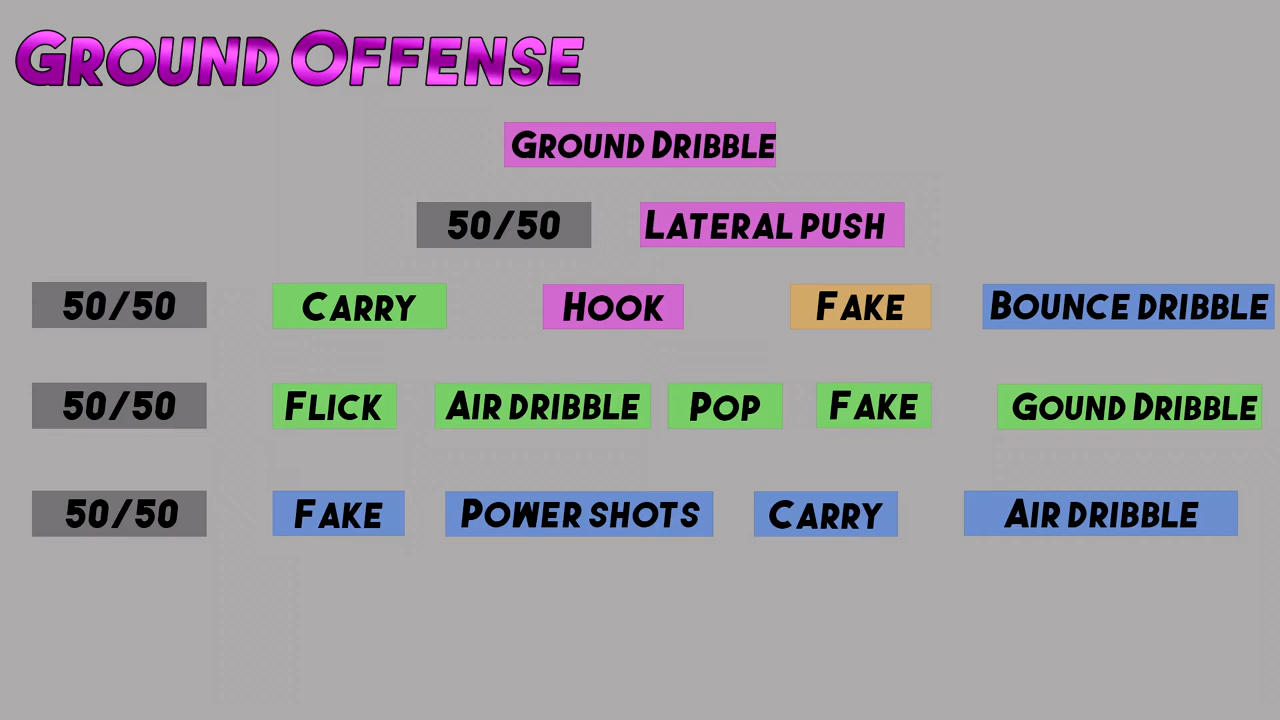 Ground Offense
Ground Dribble
50/50 Lateral push
50/50 Carry Hook Fake Bounce dribble
50/50 Flick Air dribble Pop Fake Gound Dribble
50/50 Fake Power shots Carry Air dribble